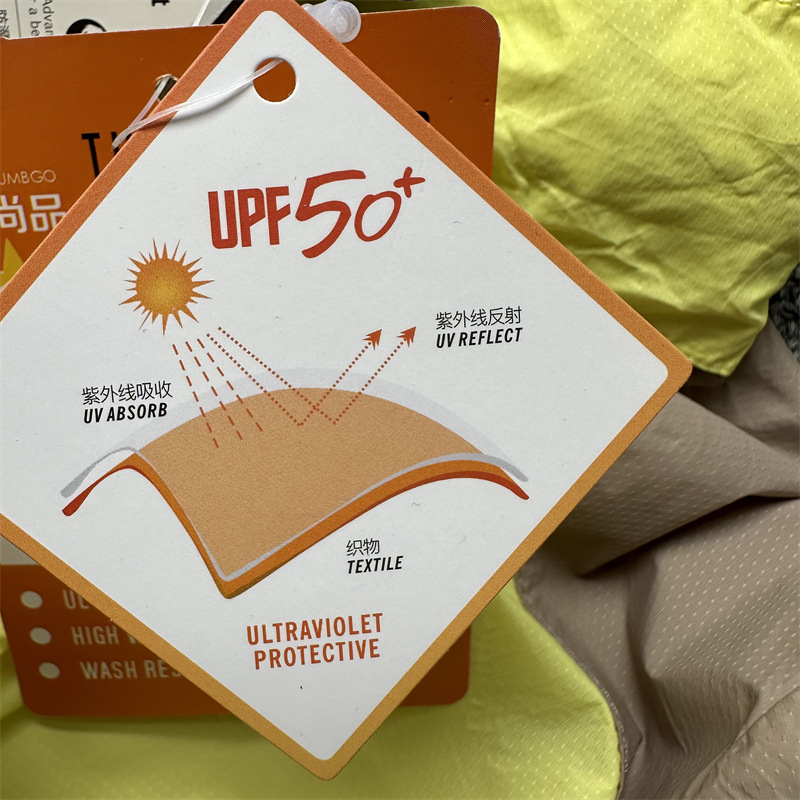 UMBGO
尚品
UPF50+
紫外线反射
UV REFLECT
紫外线吸收
UV ABSORB
织物
TEXTILE
ULTRAVIOLET
PROTECTIVE
HIGH
WASH